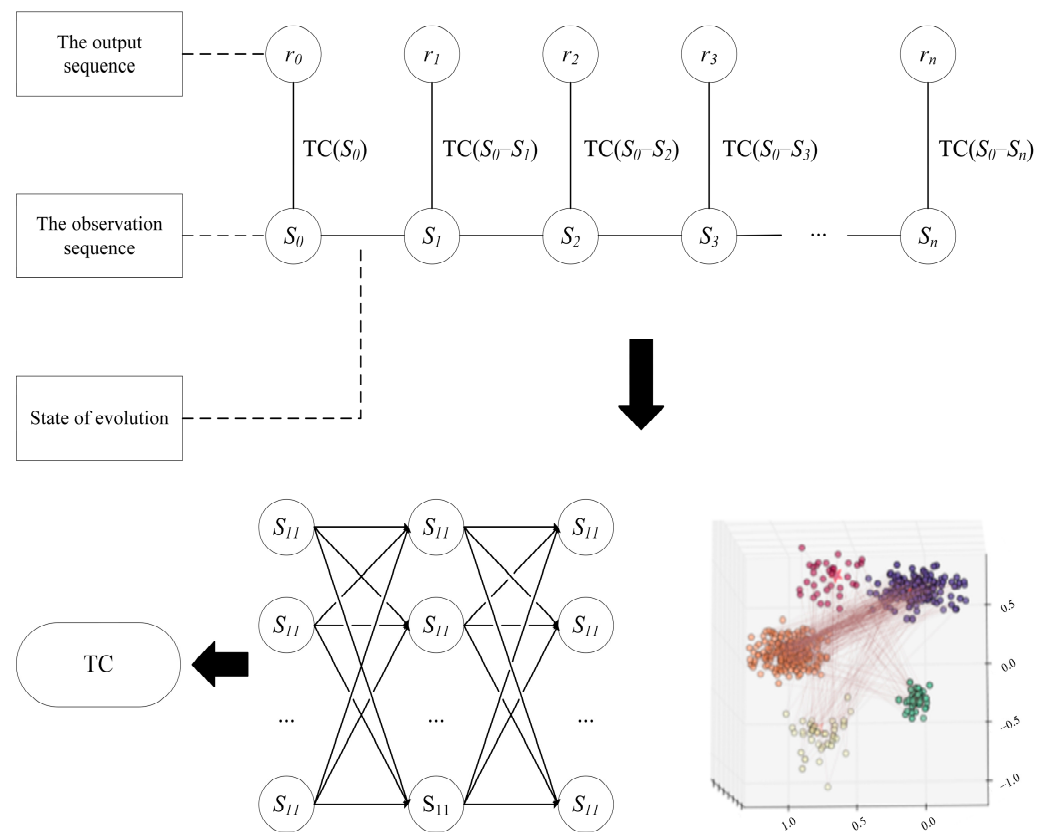 The output
sequence
r0 r1 r2 r3 rn
TC(S0) TC(S0–S1) TC(S0–S2) TC(S0–S3) TC(S0–Sn)
The observation
sequence
S0 S1 S2 S3 ... Sn
State of evolution
S11 S11 S11
S11 S11 S11
TC
... ... ...
S11 S11 S11
0.5
0.0
−0.5
−1.0
1.0 0.5 0.0